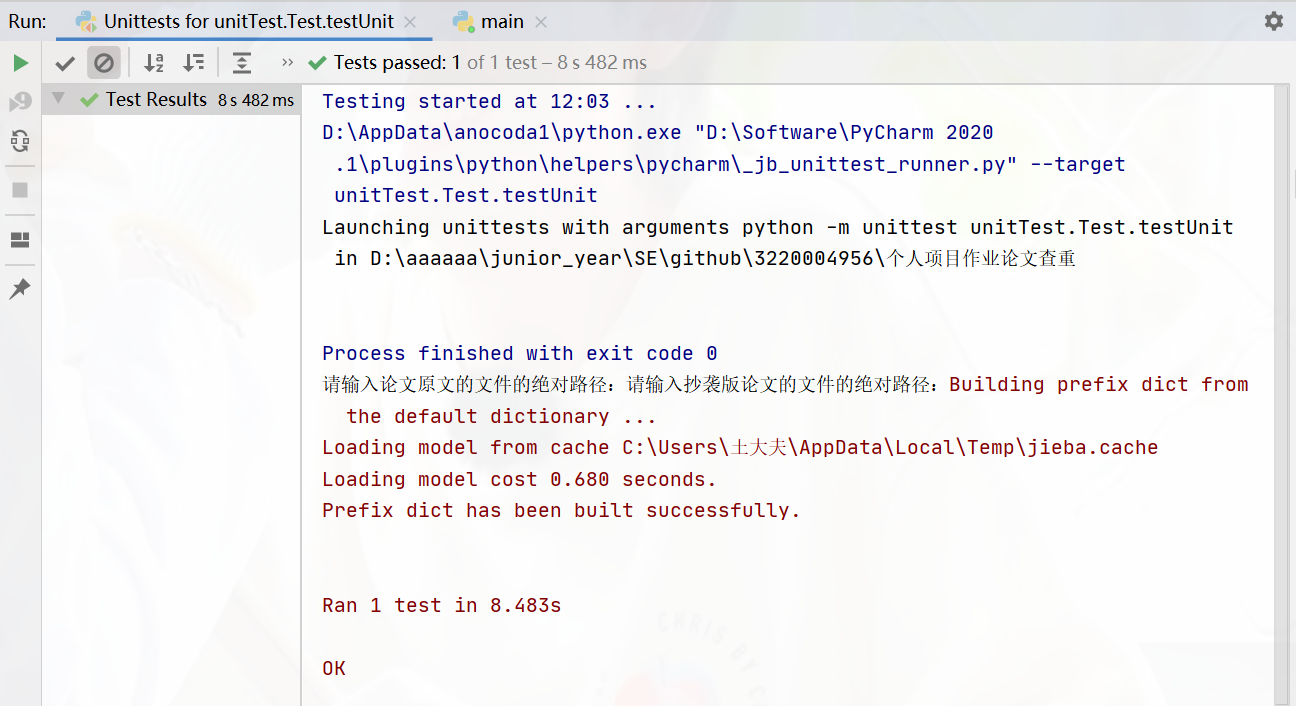 Run: Unittests for unitTest.Test.testUnit × main ×
Tests passed: 1 of 1 test – 8 s 482 ms
Test Results 8 s 482 ms
Testing started at 12:03 ...
D:\AppData\anocoda1\python.exe "D:\Software\PyCharm 2020
.1\plugins\python\helpers\pycharm\_jb_unittest_runner.py" --target
unitTest.Test.testUnit
Launching unittests with arguments python -m unittest unitTest.Test.testUnit
in D:\aaaaaa\junior_year\SE\github\3220004956\个人项目作业论文查重
Process finished with exit code 0
请输入论文原文的文件的绝对路径：请输入抄袭版论文的文件的绝对路径：Building prefix dict from
the default dictionary ...
Loading model from cache C:\Users\土大夫\AppData\Local\Temp\jieba.cache
Loading model cost 0.680 seconds.
Prefix dict has been built successfully.
Ran 1 test in 8.483s
CHRIS BY
OK